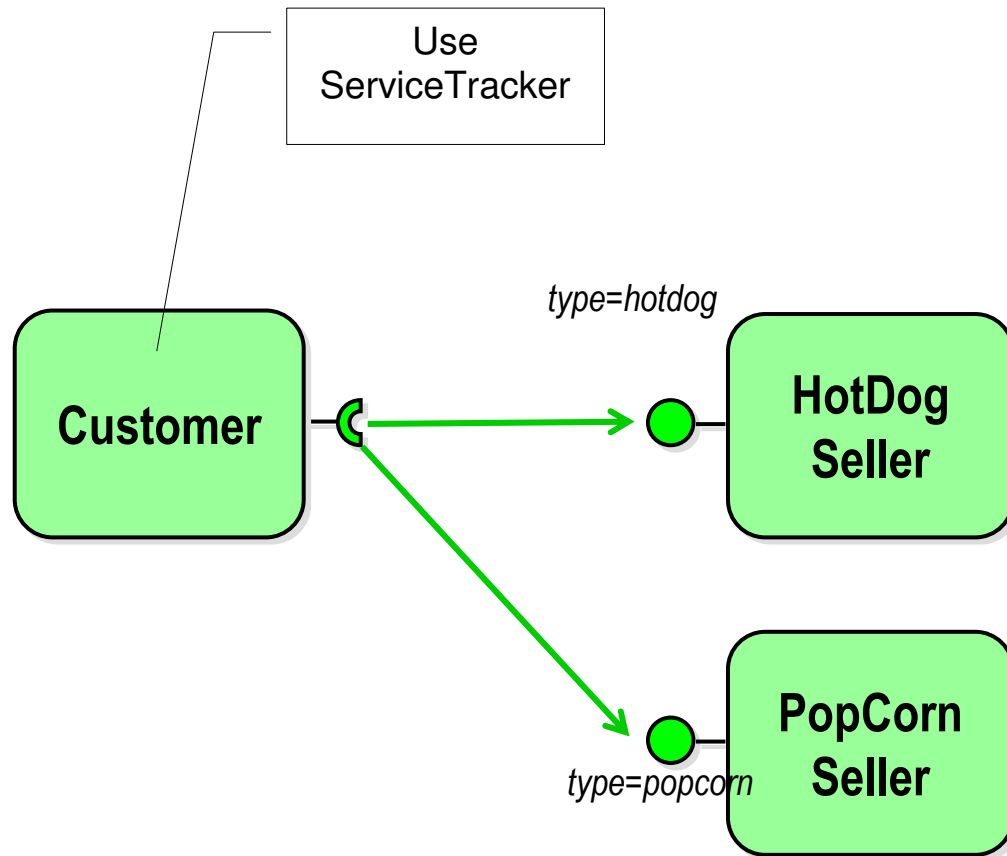 Use
ServiceTracker
type=hotdog
Customer
HotDog
Seller
PopCorn
Seller
type=popcorn